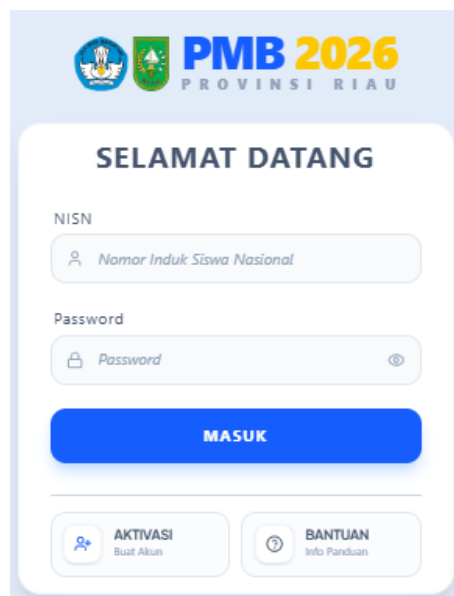 PMB 2026
PROVINSI RIAU
SELAMAT DATANG
NISN
Nomor Induk Siswa Nasional
Password
Password
MASUK
AKTIVASI
Buat Akun
BANTUAN
Info Panduan